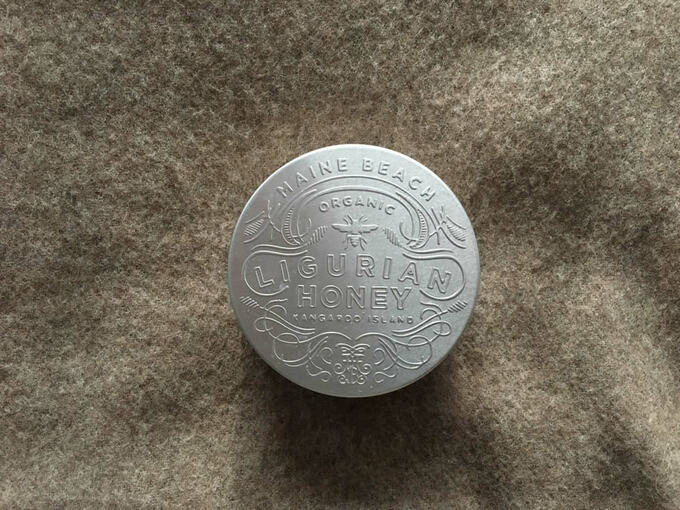 MAINE BEACH
ORGANIC
LIGURIAN
HONEY
KANGAROO ISLAND